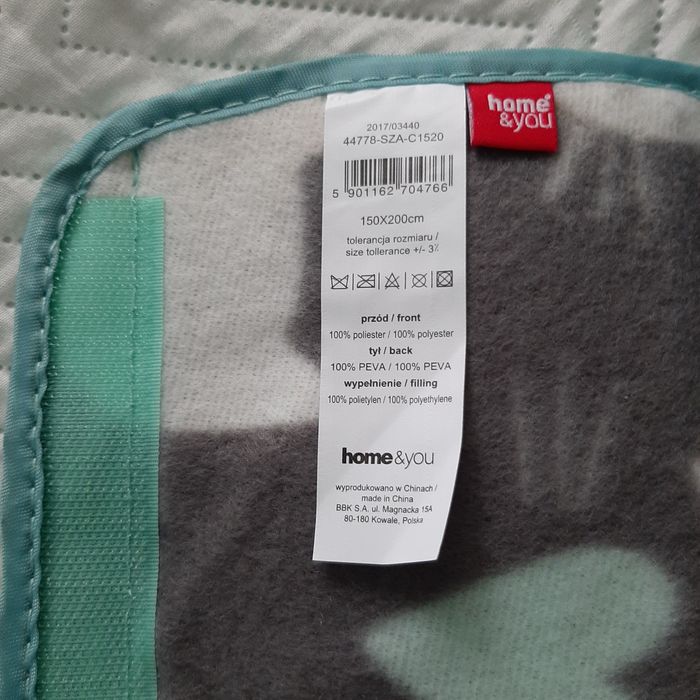 home
&you
2017/03440
44778-SZA-C1520
5 901162 704766
150X200cm
tolerancja rozmiaru /
size tollerance +/- 3%
przód / front
100% poliester / 100% polyester
tył / back
100% PEVA / 100% PEVA
wypełnienie / filling
100% polietylen / 100% polyethylene
home&you
wyprodukowano w Chinach /
made in China
BBK S.A. ul. Magnacka 15A
80-180 Kowale, Polska